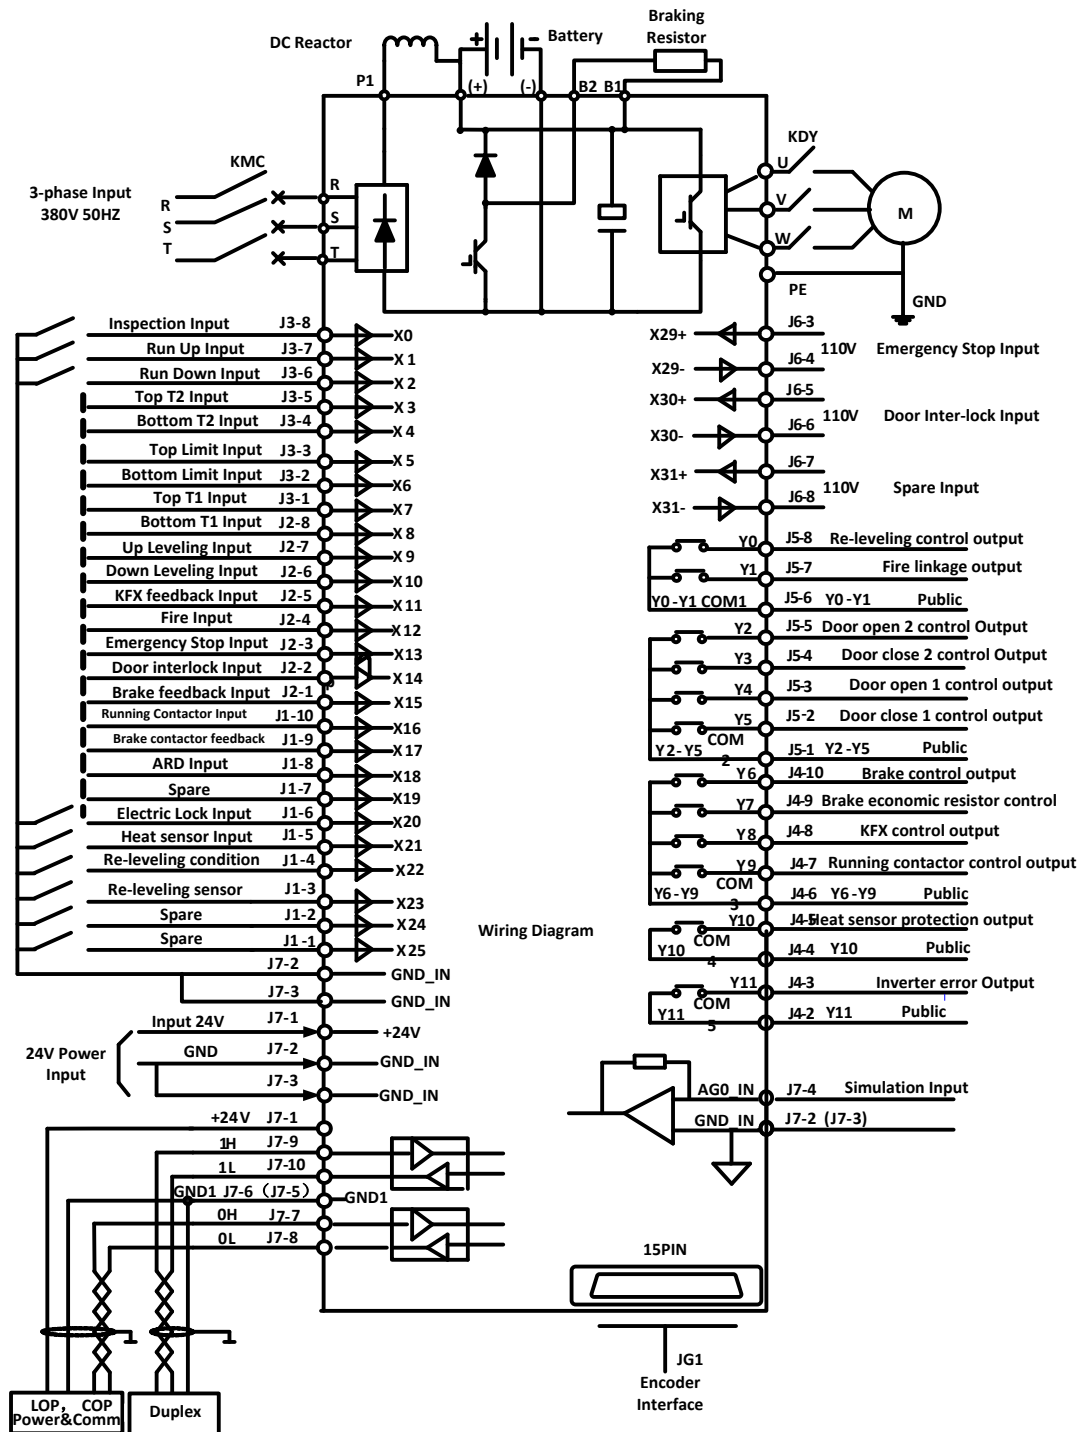 Braking
Resistor
DC Reactor
+
-
Battery
P1
(+)
(-)
B2
B1
KMC
3-phase Input
380V 50HZ
R
S
T
R
S
T
KDY
U
V
W
M
PE
GND
Inspection Input J3-8 X0
Run Up Input J3-7 X 1
Run Down Input J3-6 X 2
Top T2 Input J3-5 X 3
Bottom T2 Input J3-4 X 4
Top Limit Input J3-3 X 5
Bottom Limit Input J3-2 X6
Top T1 Input J3-1 X7
Bottom T1 Input J2-8 X 8
Up Leveling Input J2-7 X 9
Down Leveling Input J2-6 X 10
KFX feedback Input J2-5 X 11
Fire Input J2-4 X 12
Emergency Stop Input J2-3 X13
Door interlock Input J2-2 X 14
Brake feedback Input J2-1 X15
Running Contactor Input J1-10 X16
Brake contactor feedback J1-9 X17
ARD Input J1-8 X18
Spare J1-7 X19
Electric Lock Input J1-6 X20
Heat sensor Input J1-5 X21
Re-leveling condition J1-4 X22
Re-leveling sensor J1-3 X23
Spare J1-2 X24
Spare J1-1 X25
J7-2 GND_IN
J7-3 GND_IN
24V Power
Input
Input 24V J7-1 +24V
GND J7-2 GND_IN
J7-3 GND_IN
+24V J7-1
1H J7-9
1L J7-10
GND1 J7-6 (J7-5) GND1
0H J7-7
0L J7-8
LOP, COP
Power&Comm
Duplex
Wiring Diagram
X29+ J6-3
110V Emergency Stop Input
X29- J6-4
X30+ J6-5
110V Door Inter-lock Input
X30- J6-6
X31+ J6-7
110V Spare Input
X31- J6-8
Y0 J5-8 Re-leveling control output
Y1 J5-7 Fire linkage output
Y0-Y1 COM1 J5-6 Y0-Y1 Public
Y2 J5-5 Door open 2 control Output
Y3 J5-4 Door close 2 control Output
Y4 J5-3 Door open 1 control output
Y5 J5-2 Door close 1 control output
Y2-Y5 COM 2 J5-1 Y2-Y5 Public
Y6 J4-10 Brake control output
Y7 J4-9 Brake economic resistor control
Y8 J4-8 KFX control output
Y9 J4-7 Running contactor control output
Y6-Y9 COM 3 J4-6 Y6-Y9 Public
Y10 J4-5 Heat sensor protection output
Y10 COM 4 J4-4 Y10 Public
Y11 J4-3 Inverter error Output
Y11 COM 5 J4-2 Y11 Public
AG0_IN J7-4 Simulation Input
GND_IN J7-2 (J7-3)
15PIN
JG1
Encoder
Interface